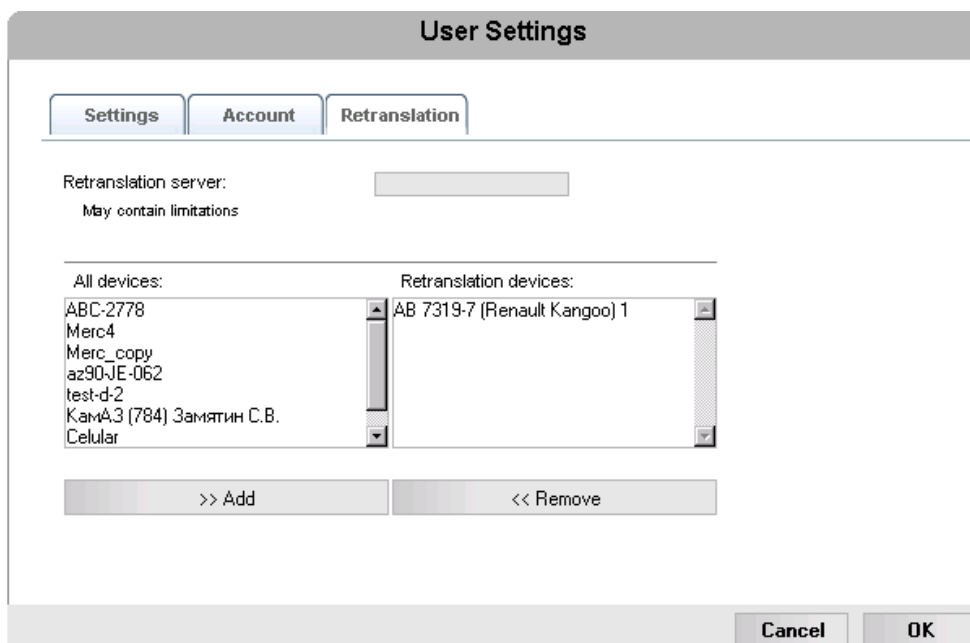 User Settings
Settings Account Retranslation
Retranslation server:
May contain limitations
All devices: Retranslation devices:
ABC-2778 AB 7319-7 (Renault Kangoo) 1
Merc4
Merc_copy
az90-JE-062
test-d-2
КамАЗ (784) Замятин С.В.
Celular
>> Add << Remove
Cancel OK